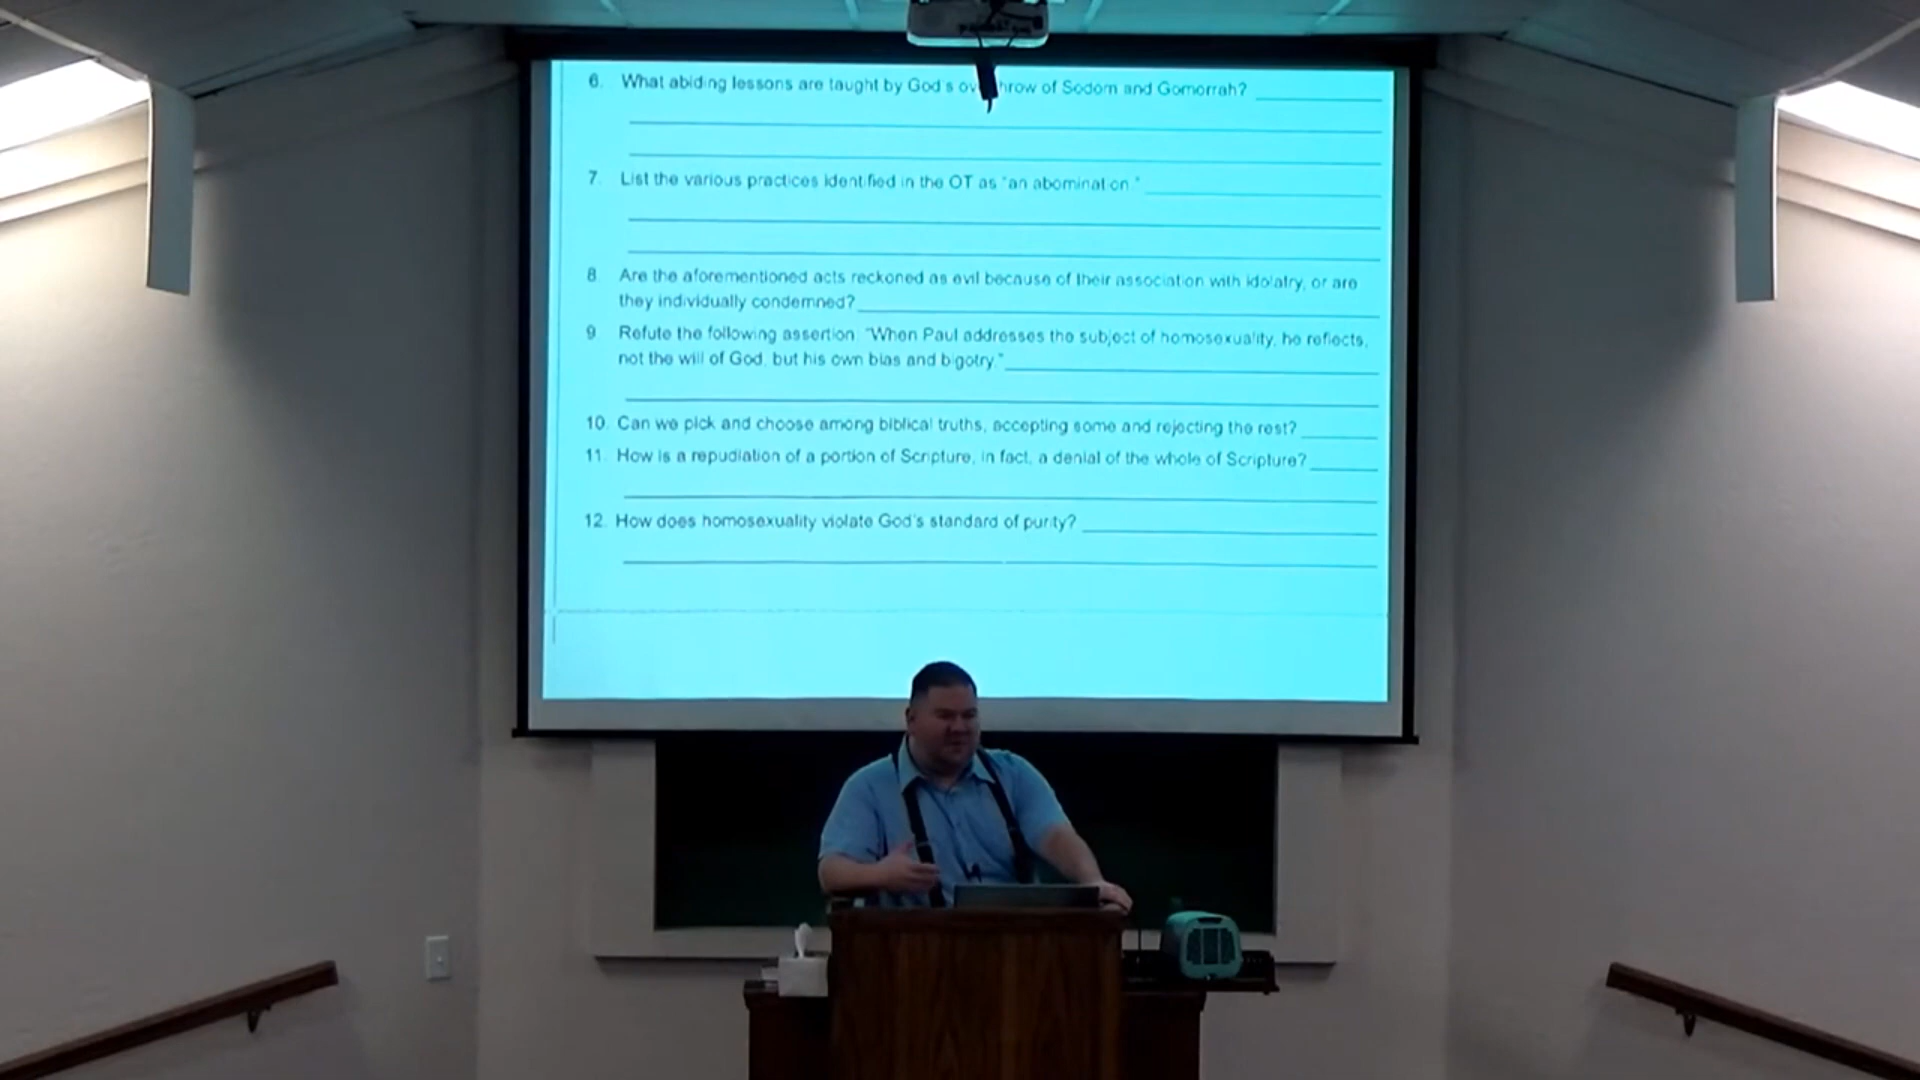 6. What abiding lessons are taught by God's ov hrow of Sodom and Gomorrah?
7. List the various practices identified in the OT as "an abomination."
8. Are the aforementioned acts reckoned as evil because of their association with idolatry, or are
they individually condemned?
9. Refute the following assertion: "When Paul addresses the subject of homosexuality, he reflects,
not the will of God, but his own bias and bigotry."
10. Can we pick and choose among biblical truths, accepting some and rejecting the rest?
11. How is a repudiation of a portion of Scripture, in fact, a denial of the whole of Scripture?
12. How does homosexuality violate God's standard of purity?